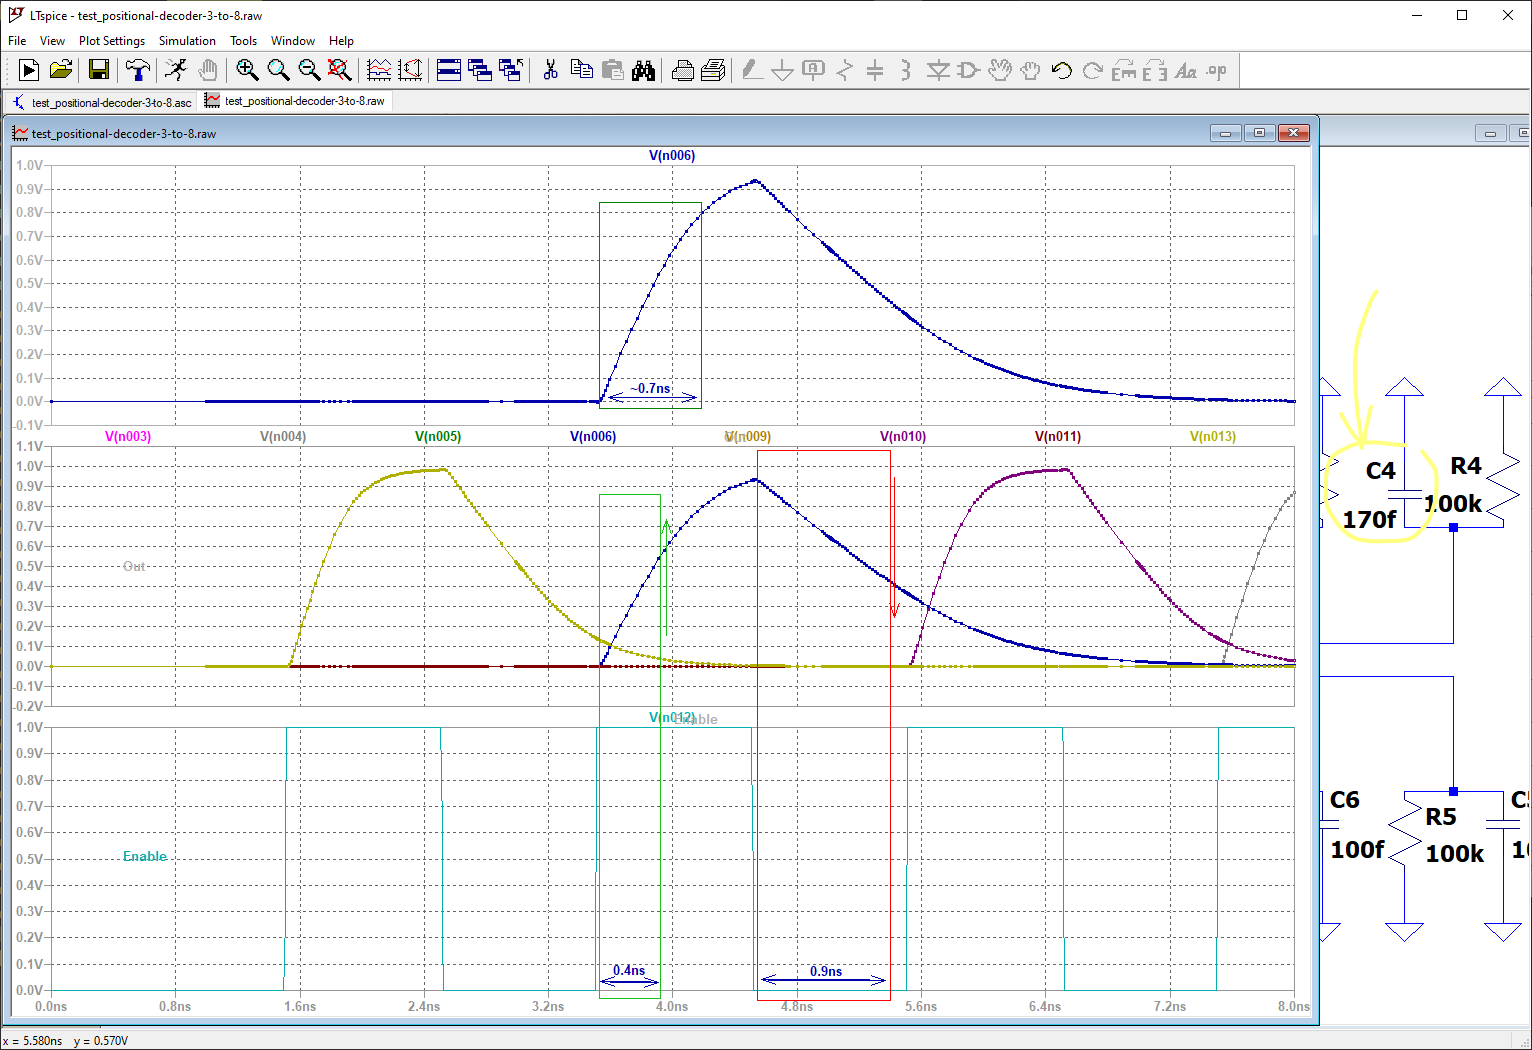 LTspice - test_positional-decoder-3-to-8.raw
File View Plot Settings Simulation Tools Window Help
test_positional-decoder-3-to-8.asc test_positional-decoder-3-to-8.raw
test_positional-decoder-3-to-8.raw
V(n006)
1.0V
0.9V
0.8V
0.7V
0.6V
0.5V
0.4V
0.3V
0.2V
0.1V
0.0V
-0.1V
~0.7ns
V(n003) V(n004) V(n005) V(n006) V(n009) V(n010) V(n011) V(n013)
1.1V
1.0V
0.9V
0.8V
0.7V
0.6V
0.5V
0.4V
0.3V
0.2V
0.1V
0.0V
-0.1V
-0.2V
Out
V(n012)
Enable
1.0V
0.9V
0.8V
0.7V
0.6V
0.5V
0.4V
0.3V
0.2V
0.1V
0.0V
Enable
0.4ns 0.9ns
0.0ns 0.8ns 1.6ns 2.4ns 3.2ns 4.0ns 4.8ns 5.6ns 6.4ns 7.2ns 8.0ns
C4 R4
170f 100k
C6 R5
100f 100k
x = 5.580ns y = 0.570V